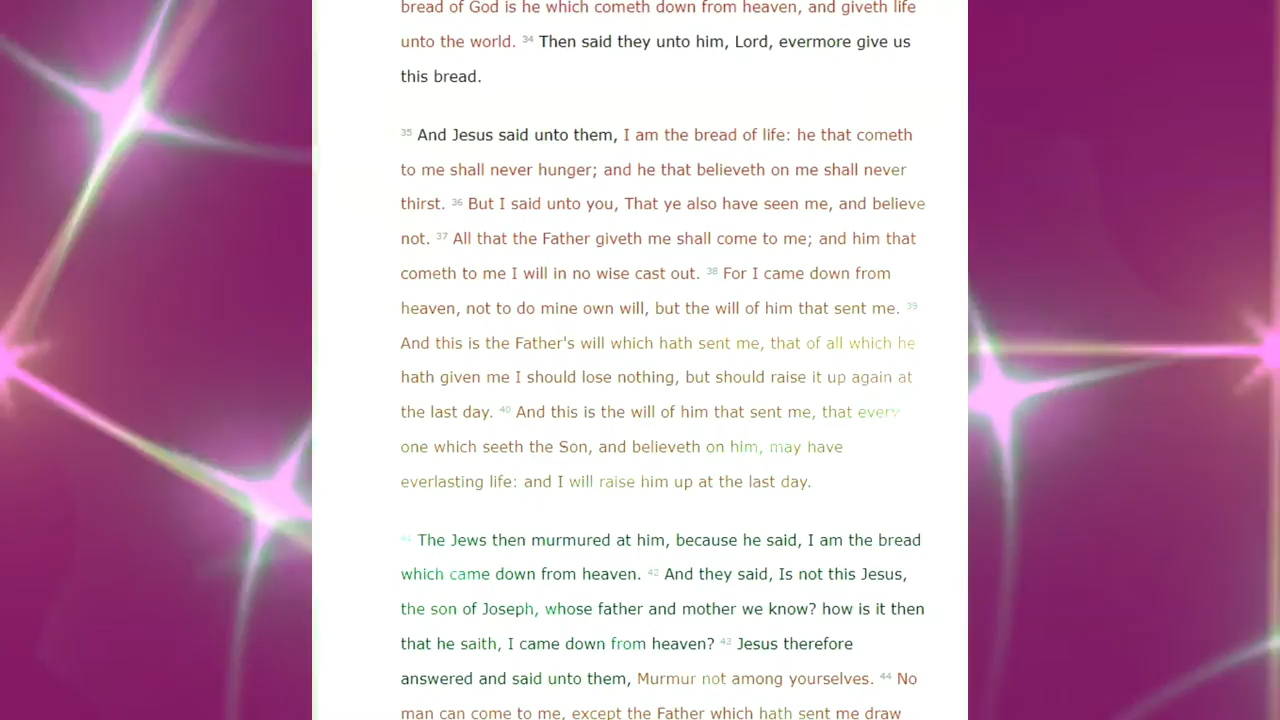 bread of God is he which cometh down from heaven, and giveth life
unto the world. 34 Then said they unto him, Lord, evermore give us
this bread.
35 And Jesus said unto them, I am the bread of life: he that cometh
to me shall never hunger; and he that believeth on me shall never
thirst. 36 But I said unto you, That ye also have seen me, and believe
not. 37 All that the Father giveth me shall come to me; and him that
cometh to me I will in no wise cast out. 38 For I came down from
heaven, not to do mine own will, but the will of him that sent me. 39
And this is the Father's will which hath sent me, that of all which he
hath given me I should lose nothing, but should raise it up again at
the last day. 40 And this is the will of him that sent me, that every
one which seeth the Son, and believeth on him, may have
everlasting life: and I will raise him up at the last day.
41 The Jews then murmured at him, because he said, I am the bread
which came down from heaven. 42 And they said, Is not this Jesus,
the son of Joseph, whose father and mother we know? how is it then
that he saith, I came down from heaven? 43 Jesus therefore
answered and said unto them, Murmur not among yourselves. 44 No
man can come to me, except the Father which hath sent me draw